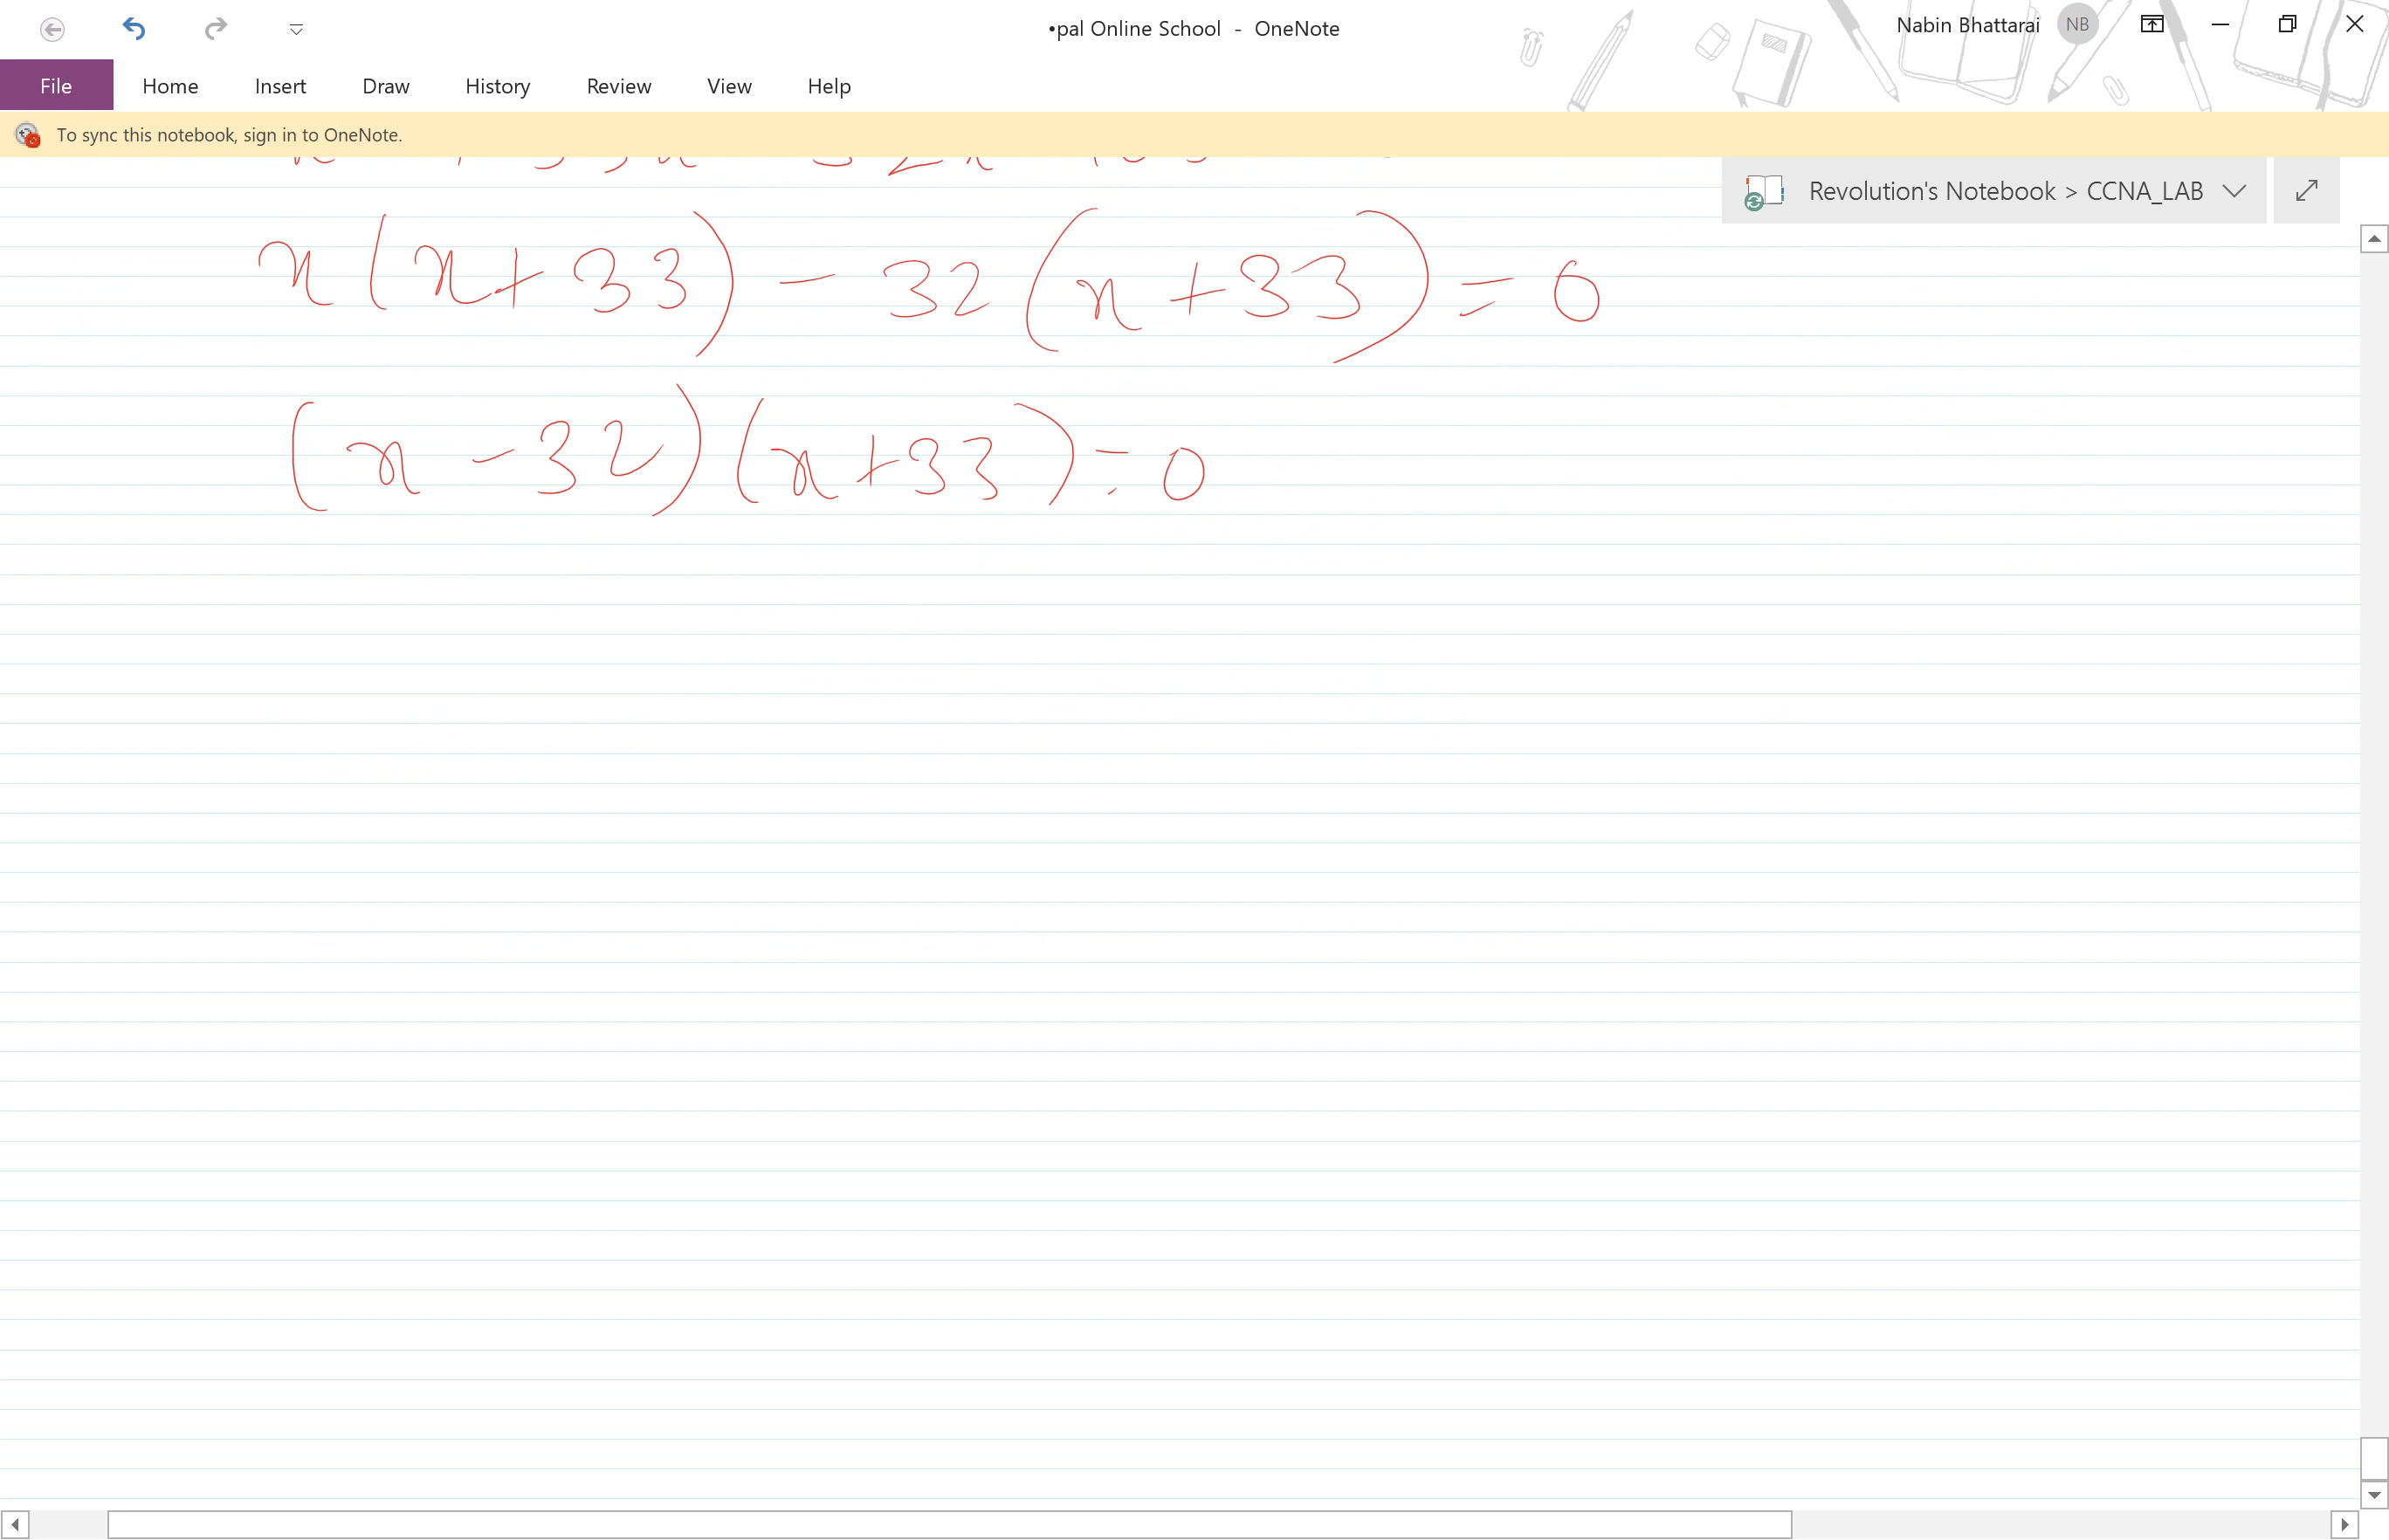 •pal Online School - OneNote
Nabin Bhattarai NB
File Home Insert Draw History Review View Help
To sync this notebook, sign in to OneNote.
Revolution's Notebook > CCNA_LAB
x(x+33) - 32(x+33) = 0
(x-32)(x+33) = 0